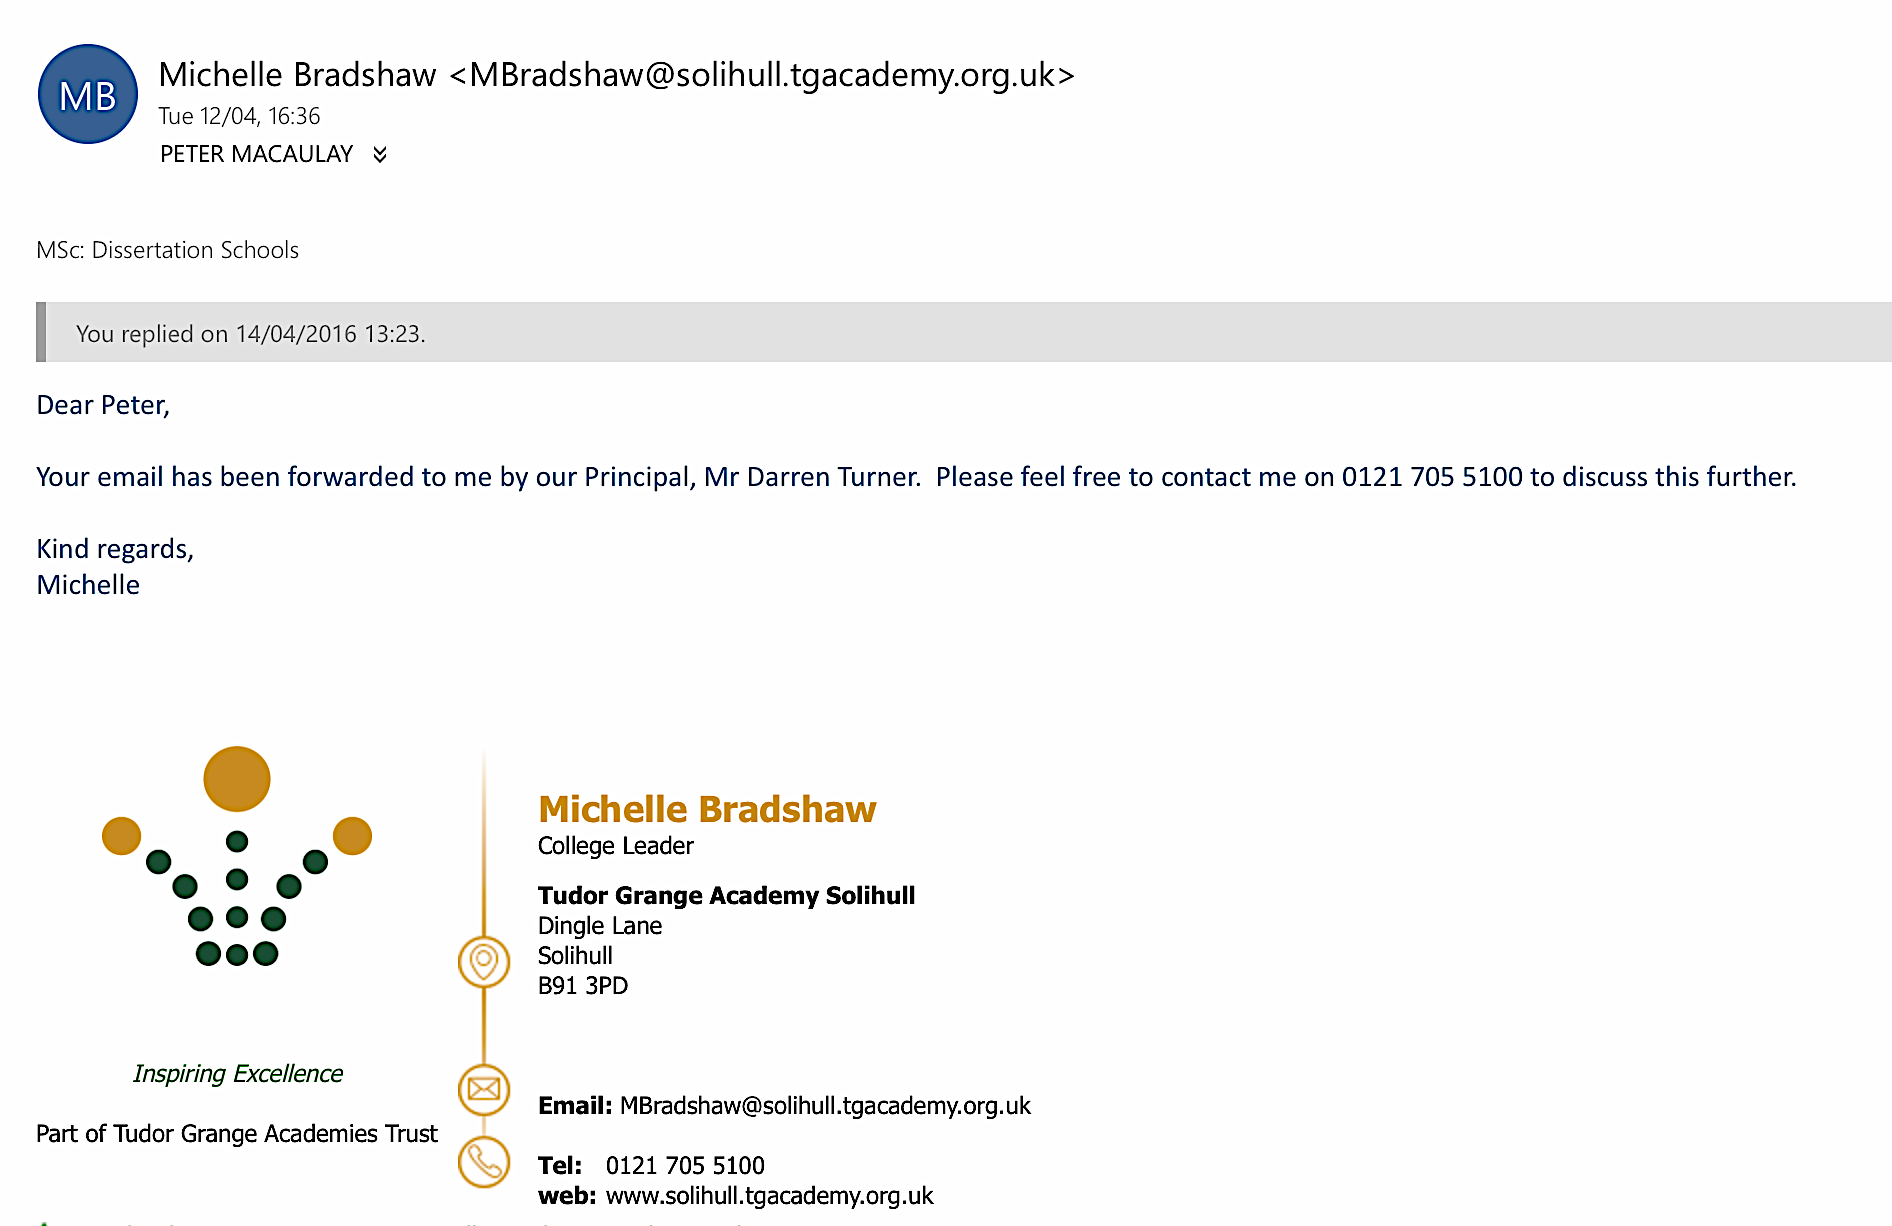 MB
Michelle Bradshaw <MBradshaw@solihull.tgacademy.org.uk>
Tue 12/04, 16:36
PETER MACAULAY
MSc: Dissertation Schools
You replied on 14/04/2016 13:23.
Dear Peter,
Your email has been forwarded to me by our Principal, Mr Darren Turner.  Please feel free to contact me on 0121 705 5100 to discuss this further.
Kind regards,
Michelle
Inspiring Excellence
Part of Tudor Grange Academies Trust
Michelle Bradshaw
College Leader
Tudor Grange Academy Solihull
Dingle Lane
Solihull
B91 3PD
Email: MBradshaw@solihull.tgacademy.org.uk
Tel: 0121 705 5100
web: www.solihull.tgacademy.org.uk